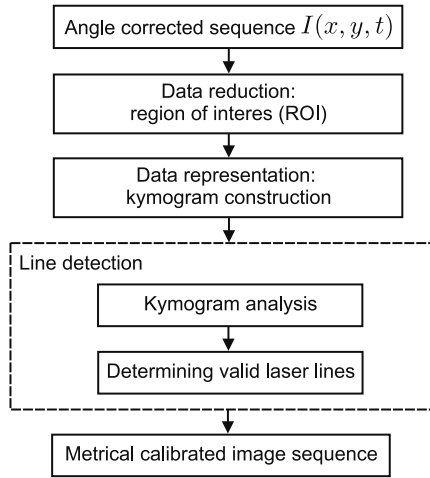 Angle corrected sequence I(x, y, t)
Data reduction:
region of interes (ROI)
Data representation:
kymogram construction
Line detection
Kymogram analysis
Determining valid laser lines
Metrical calibrated image sequence